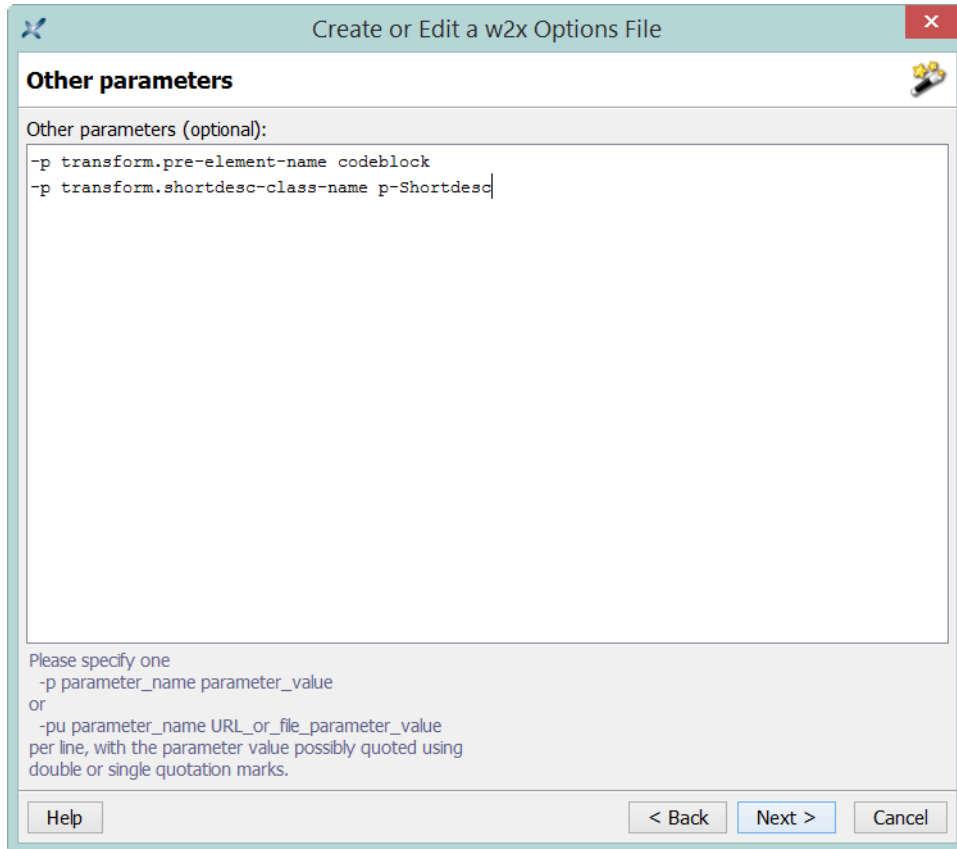 Create or Edit a w2x Options File
Other parameters
Other parameters (optional):
-p transform.pre-element-name codeblock
-p transform.shortdesc-class-name p-Shortdesc
Please specify one
-p parameter_name parameter_value
or
-pu parameter_name URL_or_file_parameter_value
per line, with the parameter value possibly quoted using
double or single quotation marks.
Help
< Back
Next >
Cancel